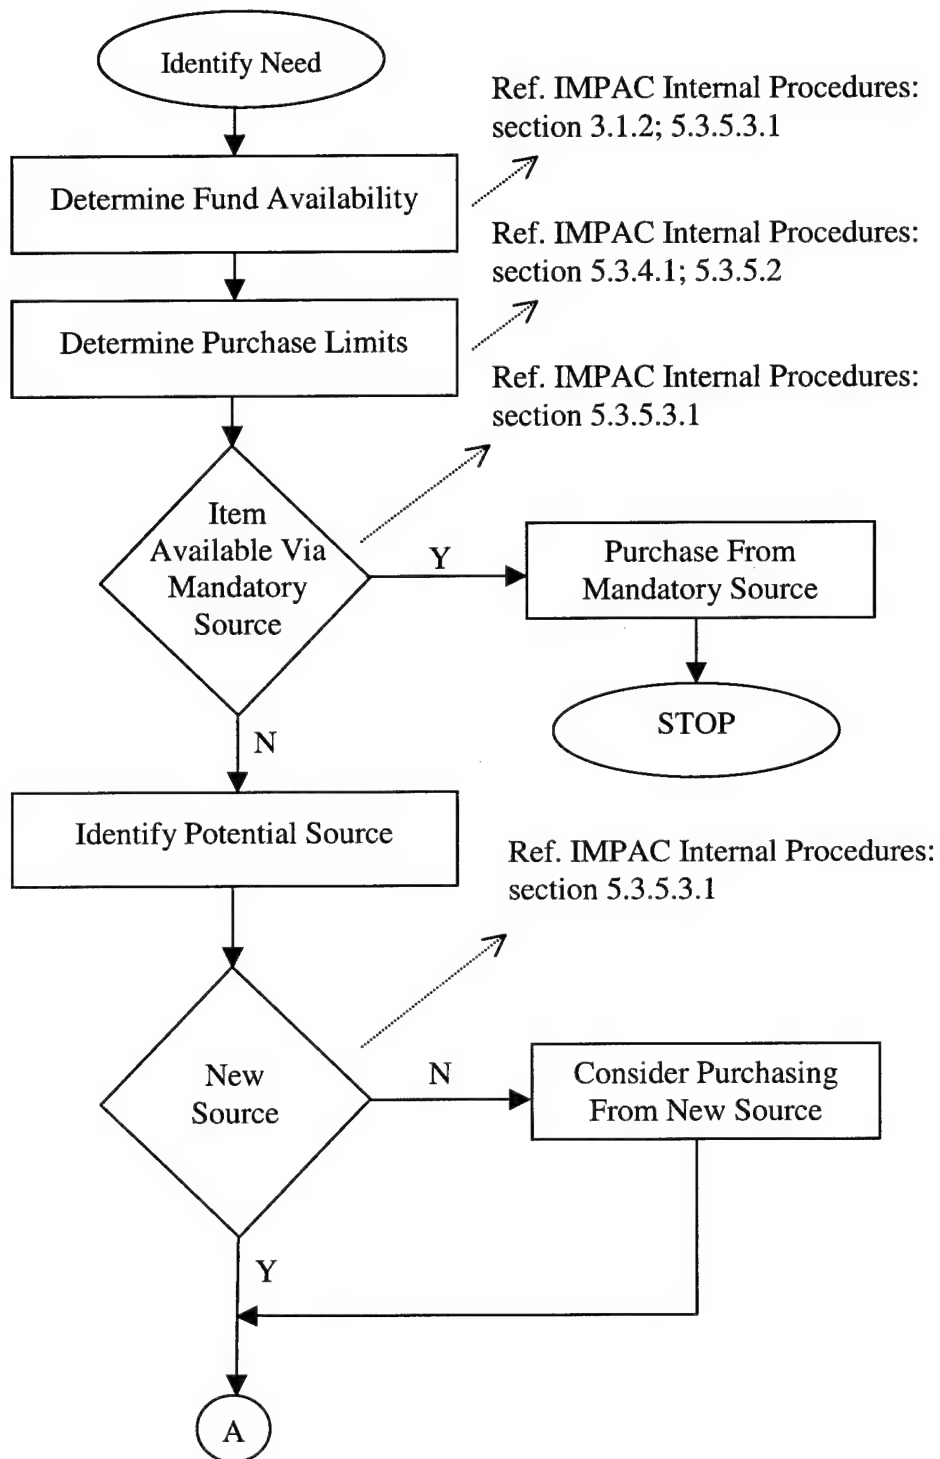 Identify Need
Ref. IMPAC Internal Procedures:
section 3.1.2; 5.3.5.3.1
Determine Fund Availability
Ref. IMPAC Internal Procedures:
section 5.3.4.1; 5.3.5.2
Determine Purchase Limits
Ref. IMPAC Internal Procedures:
section 5.3.5.3.1
Item
Available Via
Mandatory
Source
Y
Purchase From
Mandatory Source
STOP
N
Identify Potential Source
Ref. IMPAC Internal Procedures:
section 5.3.5.3.1
New
Source
N
Consider Purchasing
From New Source
Y
A